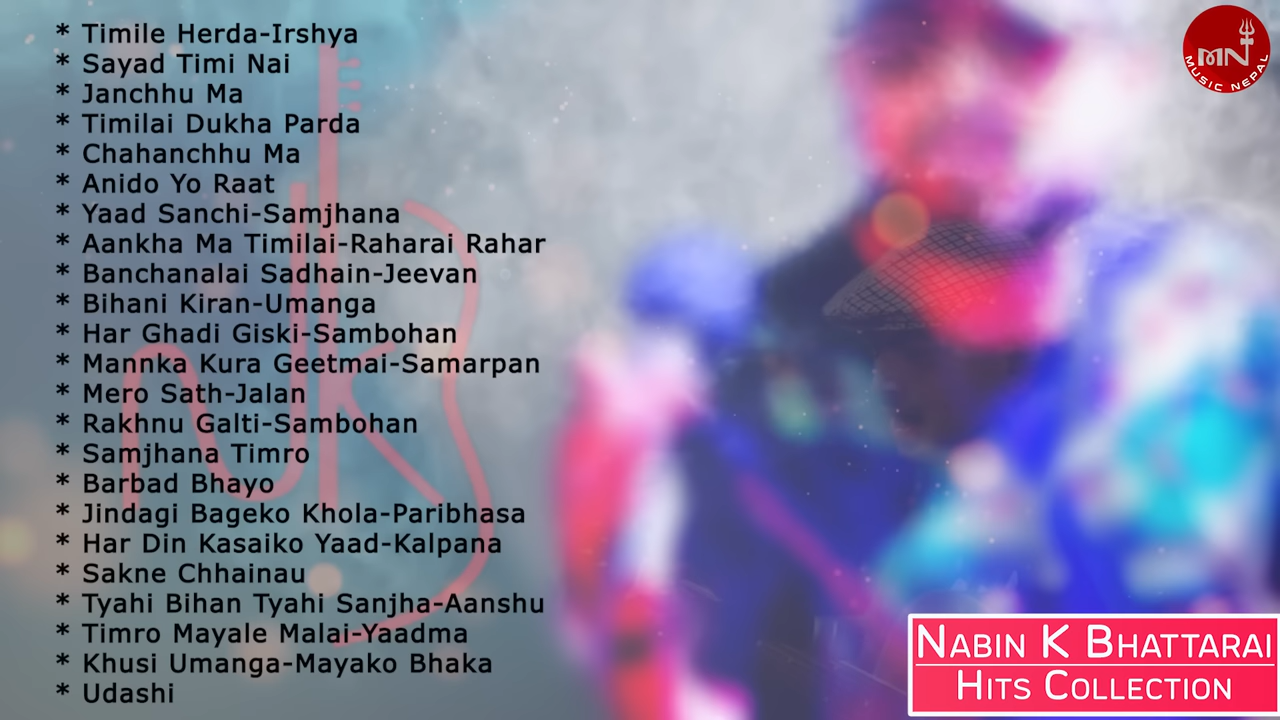 * Timile Herda-Irshya
* Sayad Timi Nai
* Janchhu Ma
* Timilai Dukha Parda
* Chahanchhu Ma
* Anido Yo Raat
* Yaad Sanchi-Samjhana
* Aankha Ma Timilai-Raharai Rahar
* Banchanalai Sadhain-Jeevan
* Bihani Kiran-Umanga
* Har Ghadi Giski-Sambohan
* Mannka Kura Geetmai-Samarpan
* Mero Sath-Jalan
* Rakhnu Galti-Sambohan
* Samjhana Timro
* Barbad Bhayo
* Jindagi Bageko Khola-Paribhasa
* Har Din Kasaiko Yaad-Kalpana
* Sakne Chhainau
* Tyahi Bihan Tyahi Sanjha-Aanshu
* Timro Mayale Malai-Yaadma
* Khusi Umanga-Mayako Bhaka
* Udashi
MN
MUSIC NEPAL
NABIN K BHATTARAI
HITS COLLECTION